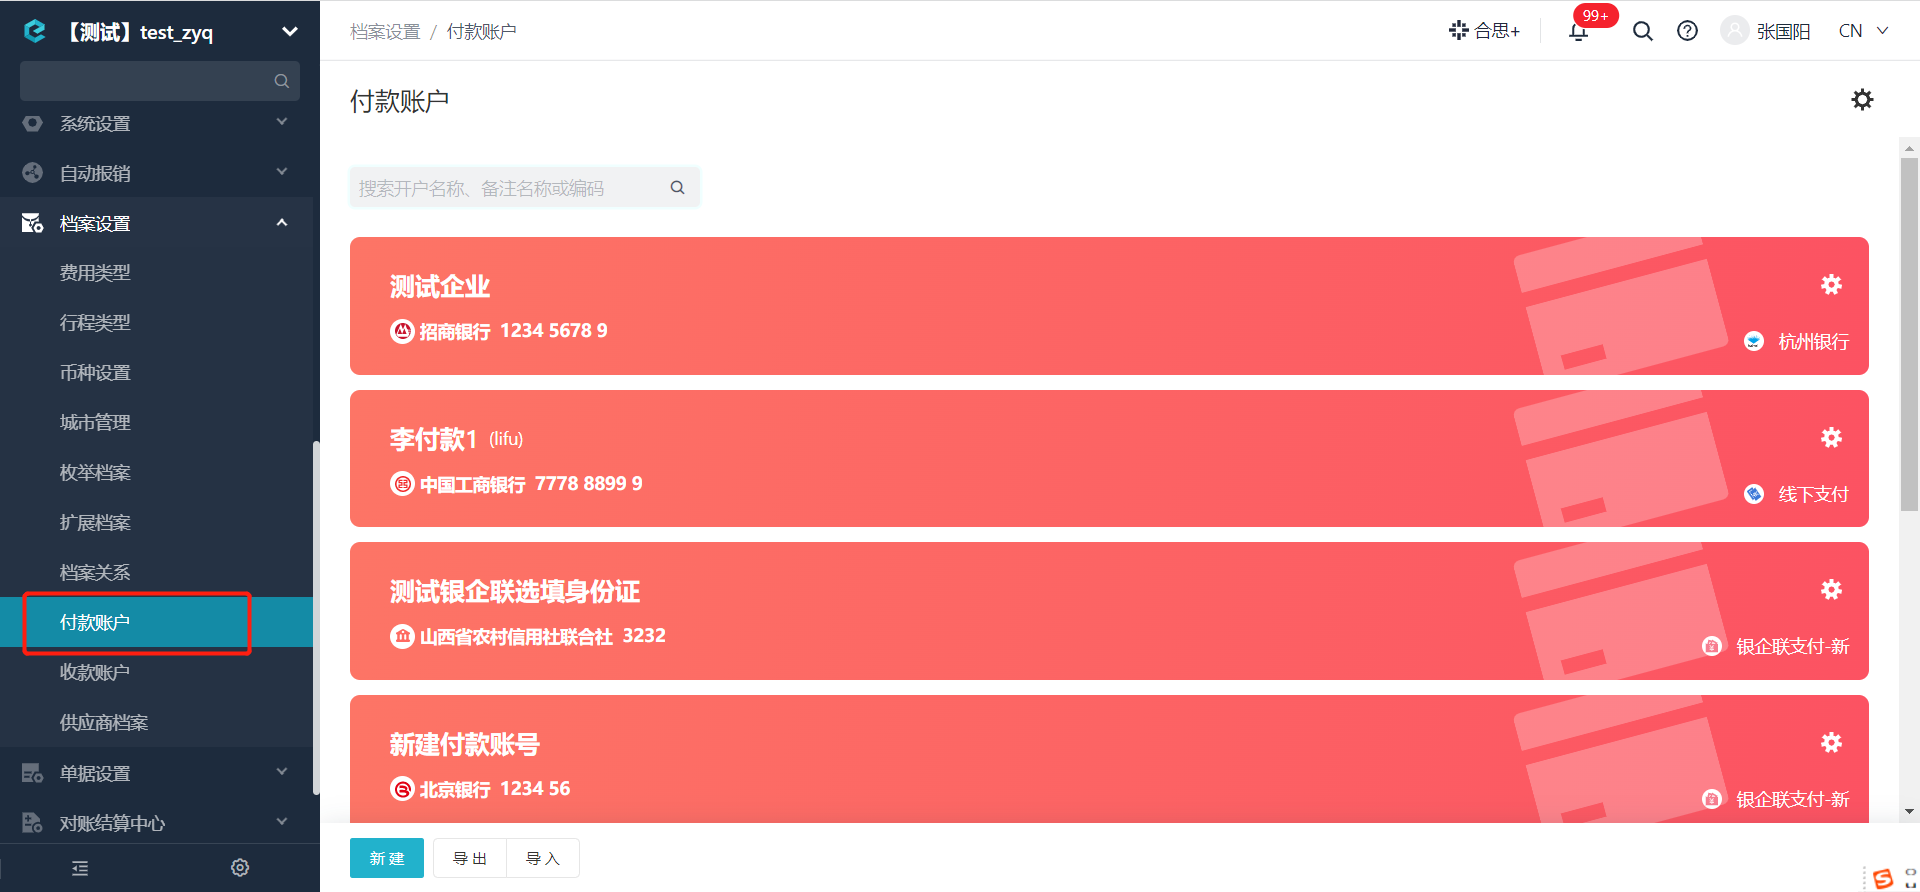 【测试】test_zyq
系统设置
自动报销
档案设置
费用类型
行程类型
币种设置
城市管理
枚举档案
扩展档案
档案关系
付款账户
收款账户
供应商档案
单据设置
对账结算中心
档案设置 / 付款账户
合思+
99+
张国阳
CN
付款账户
搜索开户名称、备注名称或编码
测试企业
招商银行 1234 5678 9
杭州银行
李付款1 (lifu)
中国工商银行 7778 8899 9
线下支付
测试银企联选填身份证
山西省农村信用社联合社 3232
银企联支付-新
新建付款账号
北京银行 1234 56
银企联支付-新
新建
导出
导入